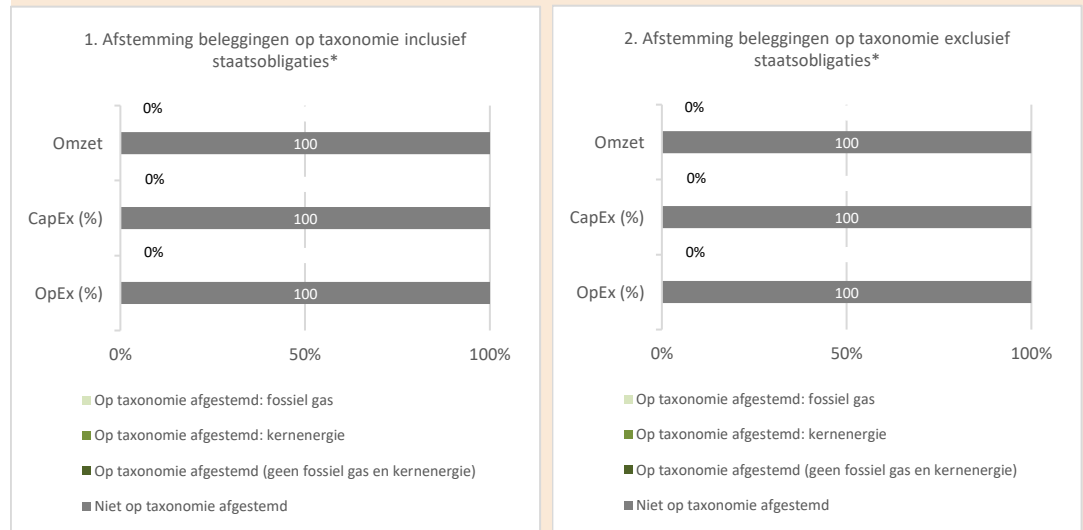 1. Afstemming beleggingen op taxonomie inclusief
staatsobligaties*
0%
Omzet
100
0%
CapEx (%)
100
0%
OpEx (%)
100
0%
50%
100%
Op taxonomie afgestemd: fossiel gas
Op taxonomie afgestemd: kernenergie
Op taxonomie afgestemd (geen fossiel gas en kernenergie)
Niet op taxonomie afgestemd
2. Afstemming beleggingen op taxonomie exclusief
staatsobligaties*
0%
Omzet
100
0%
CapEx (%)
100
0%
OpEx (%)
100
0%
50%
100%
Op taxonomie afgestemd: fossiel gas
Op taxonomie afgestemd: kernenergie
Op taxonomie afgestemd (geen fossiel gas en kernenergie)
Niet op taxonomie afgestemd